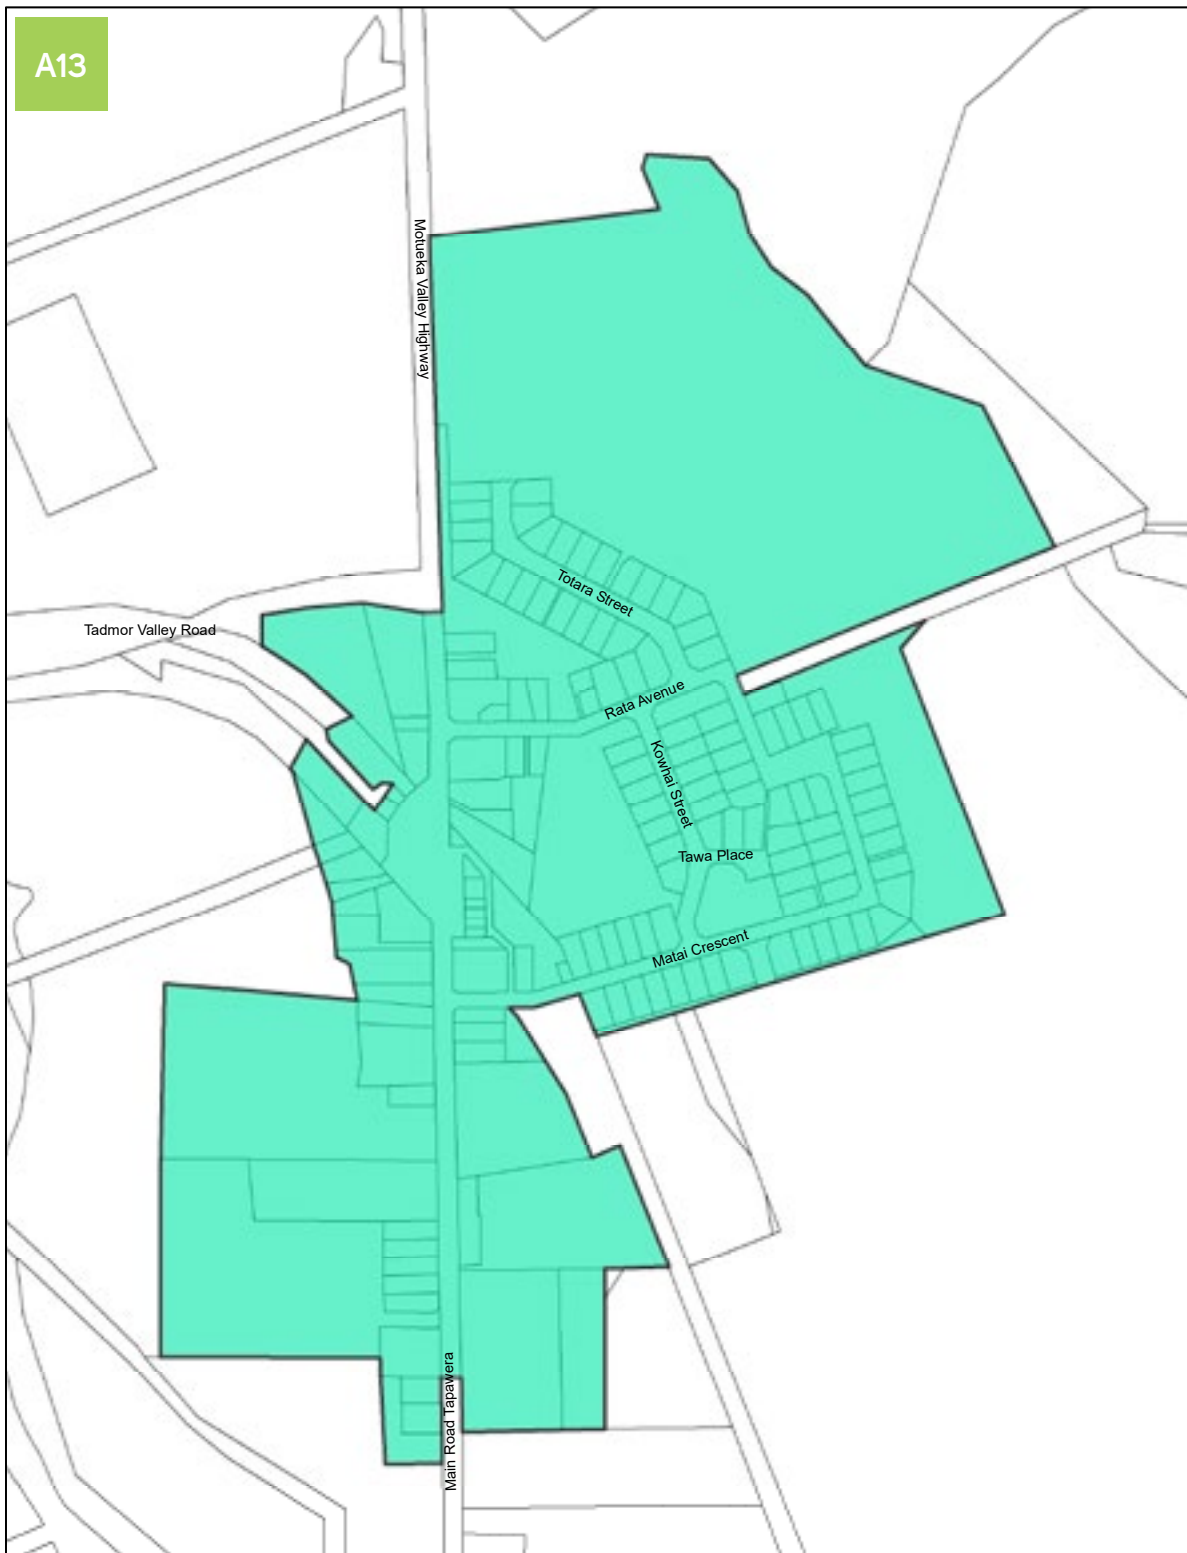 A13
Motueka Valley Highway
Totara Street
Tadmor Valley Road
Rata Avenue
Kowhai Street
Tawa Place
Matai Crescent
Main Road Tapawera